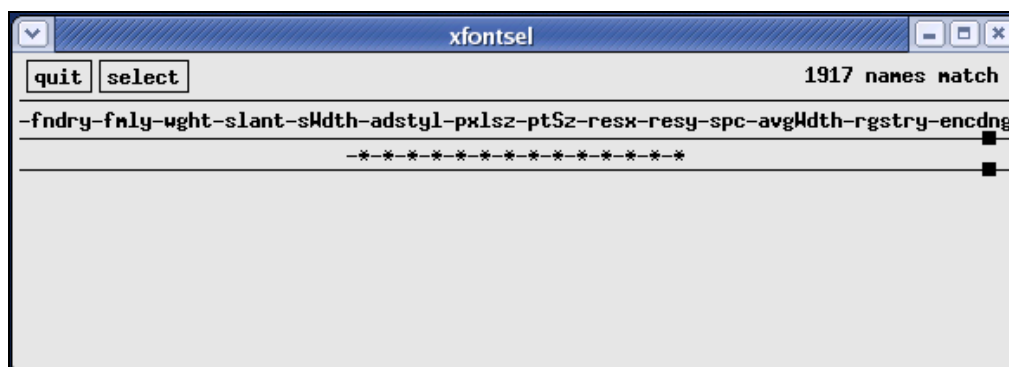 xfontsel
quit select 1917 names match
-fndry-fmly-wght-slant-sWdth-adstyl-pxlsz-ptSz-resx-resy-spc-avgWdth-rgstry-encdng
-*-*-*-*-*-*-*-*-*-*-*-*-*-*